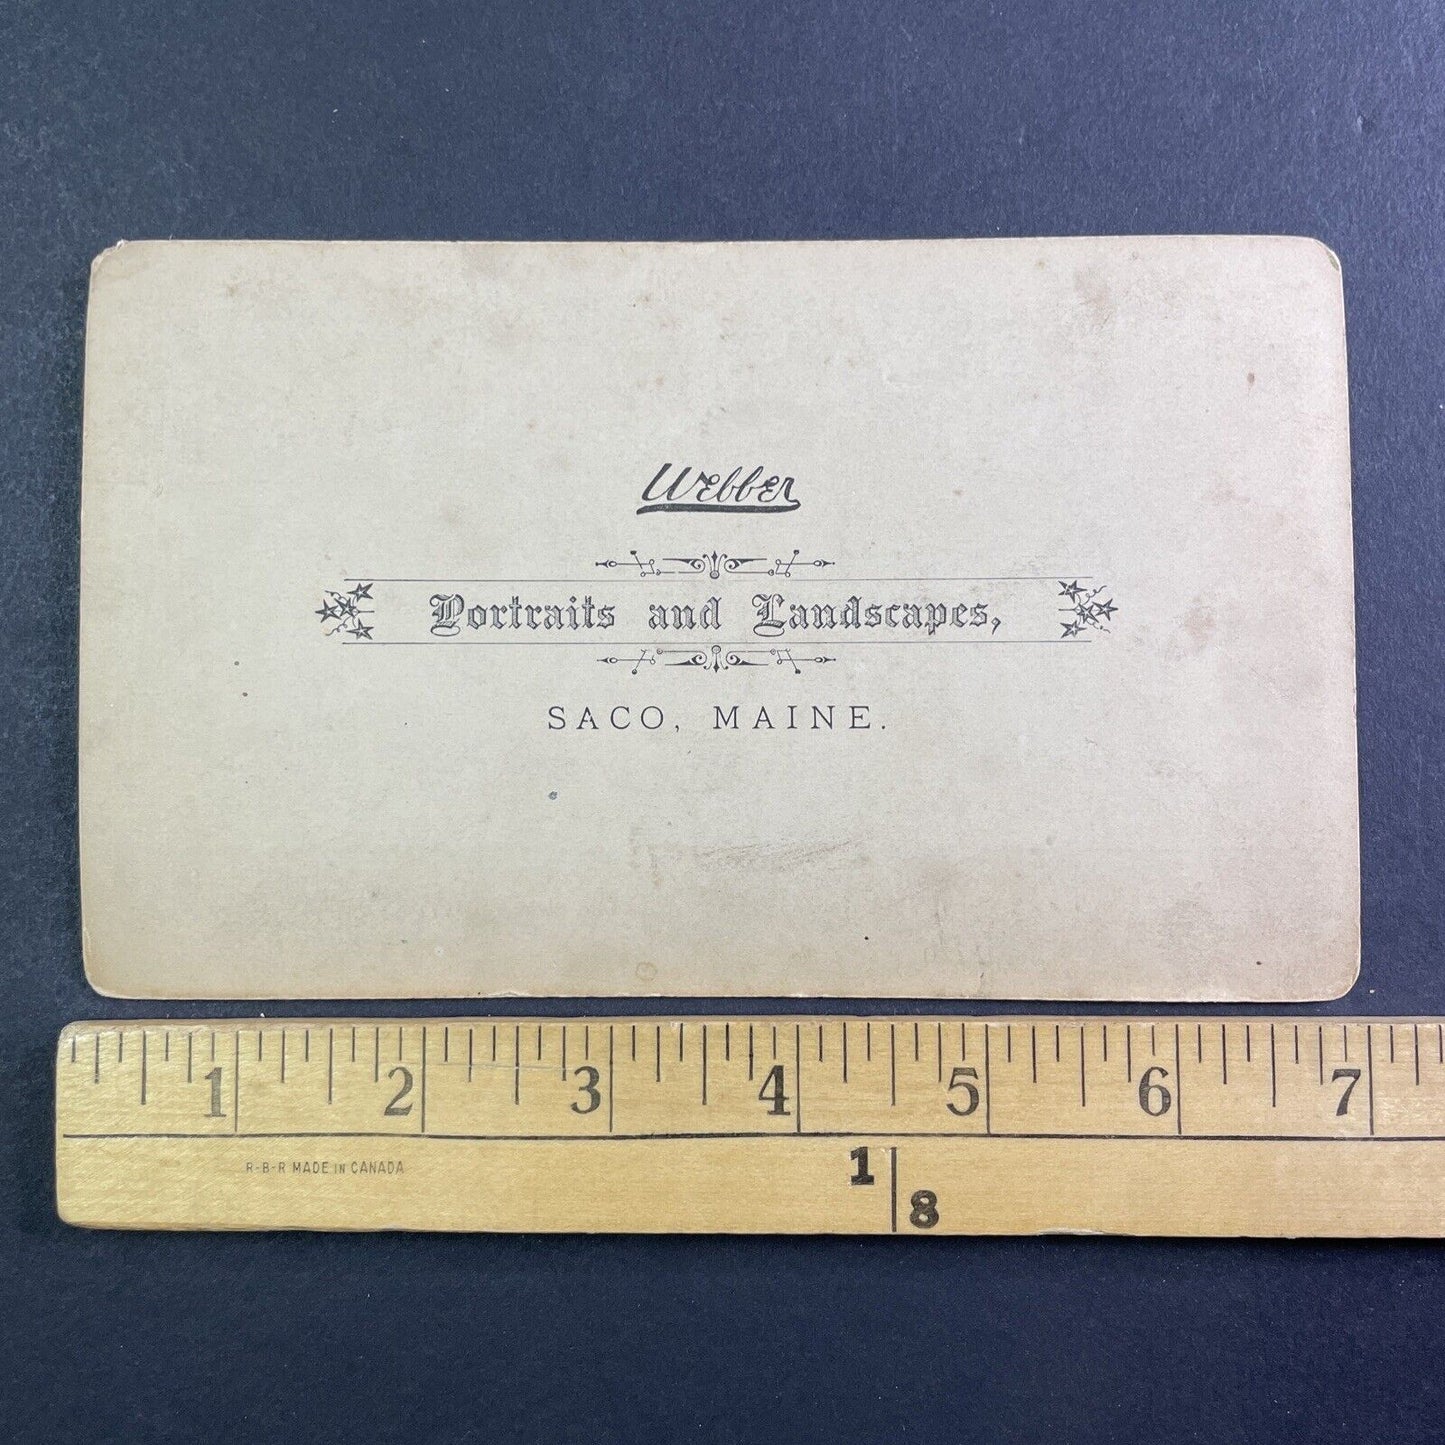 Webber
Portraits and Landscapes,
SACO, MAINE.
1 2 3 4 5 6 7
R-B-R MADE IN CANADA
1
8